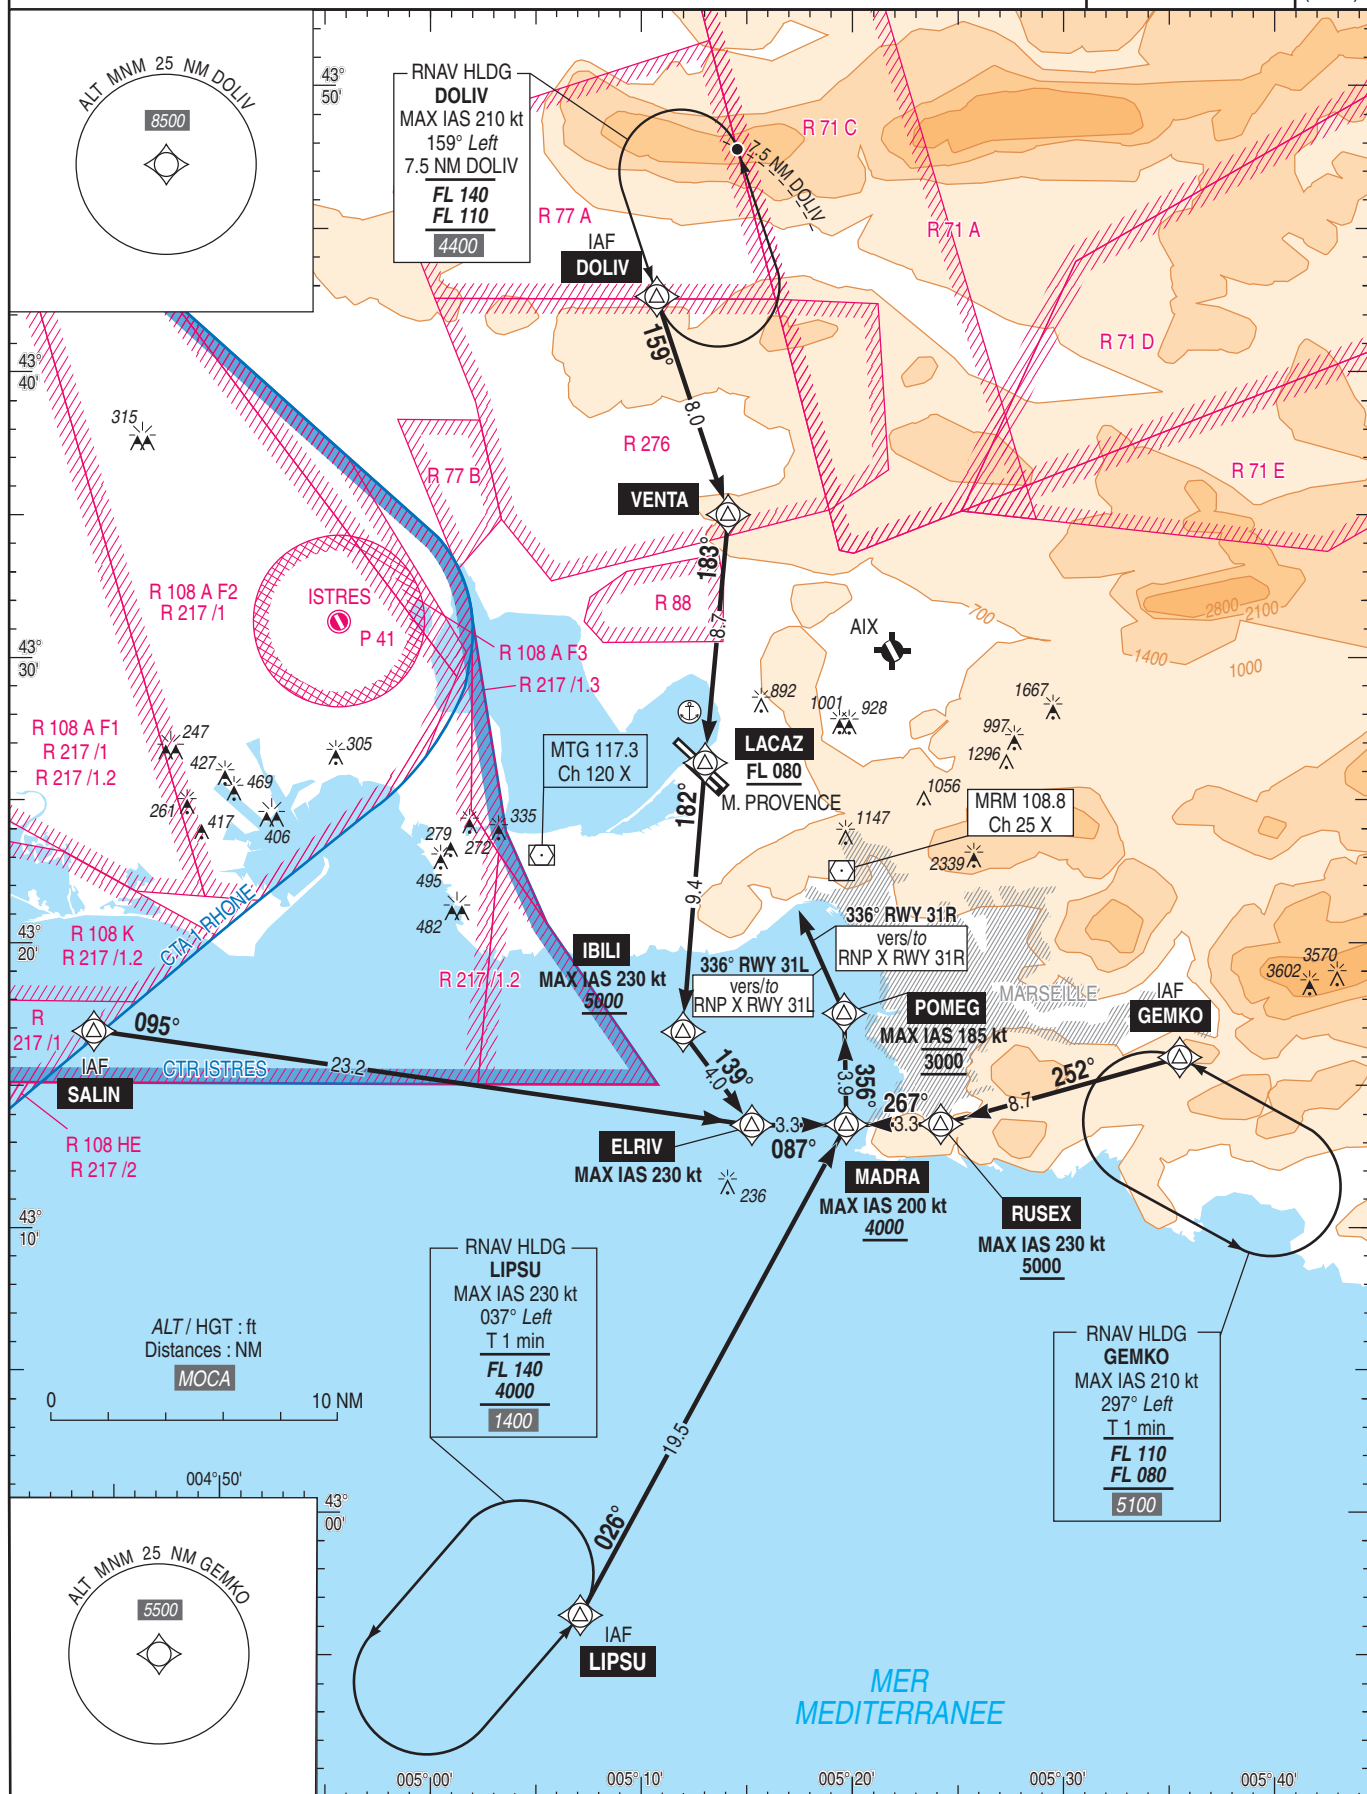 ALT MNM 25 NM DOLIV
8500
43°
50'
RNAV HLDG
DOLIV
MAX IAS 210 kt
159° Left
7.5 NM DOLIV
FL 140
FL 110
4400
R 71 C
7.5 NM DOLIV
R 77 A
R 71 A
IAF
DOLIV
159°
R 71 D
43°
40'
8.0
315
R 276
R 77 B
R 71 E
VENTA
183°
R 108 A F2
R 217 /1
ISTRES
P 41
R 88
700
2800
2100
8.7
AIX
1400
1000
43°
30'
R 108 A F3
R 217 /1.3
892
1001
928
1667
997
1296
R 108 A F1
R 217 /1
R 217 /1.2
247
427
469
305
261
417
406
MTG 117.3
Ch 120 X
LACAZ
FL 080
M. PROVENCE
182°
1056
MRM 108.8
Ch 25 X
279
272
335
495
482
1147
2339
9.4
43°
20'
R 108 K
R 217 /1.2
CTA 1 RHONE
R 217 /1.2
IBILI
MAX IAS 230 kt
5000
336° RWY 31R
vers/to
RNP X RWY 31R
336° RWY 31L
vers/to
RNP X RWY 31L
3602
3570
MARSEILLE
POMEG
MAX IAS 185 kt
3000
IAF
GEMKO
R
217 /1
095°
IAF
SALIN
CTR ISTRES
23.2
139°
4.0
3.9
356°
267°
3.3
252°
8.7
3.3
087°
ELRIV
MAX IAS 230 kt
236
MADRA
MAX IAS 200 kt
4000
RUSEX
MAX IAS 230 kt
5000
R 108 HE
R 217 /2
43°
10'
RNAV HLDG
LIPSU
MAX IAS 230 kt
037° Left
T 1 min
FL 140
4000
1400
RNAV HLDG
GEMKO
MAX IAS 210 kt
297° Left
T 1 min
FL 110
FL 080
5100
ALT / HGT : ft
Distances : NM
MOCA
0
10 NM
19.5
004°50'
43°
00'
026°
ALT MNM 25 NM GEMKO
5500
IAF
LIPSU
MER
MEDITERRANEE
005°00'
005°10'
005°20'
005°30'
005°40'